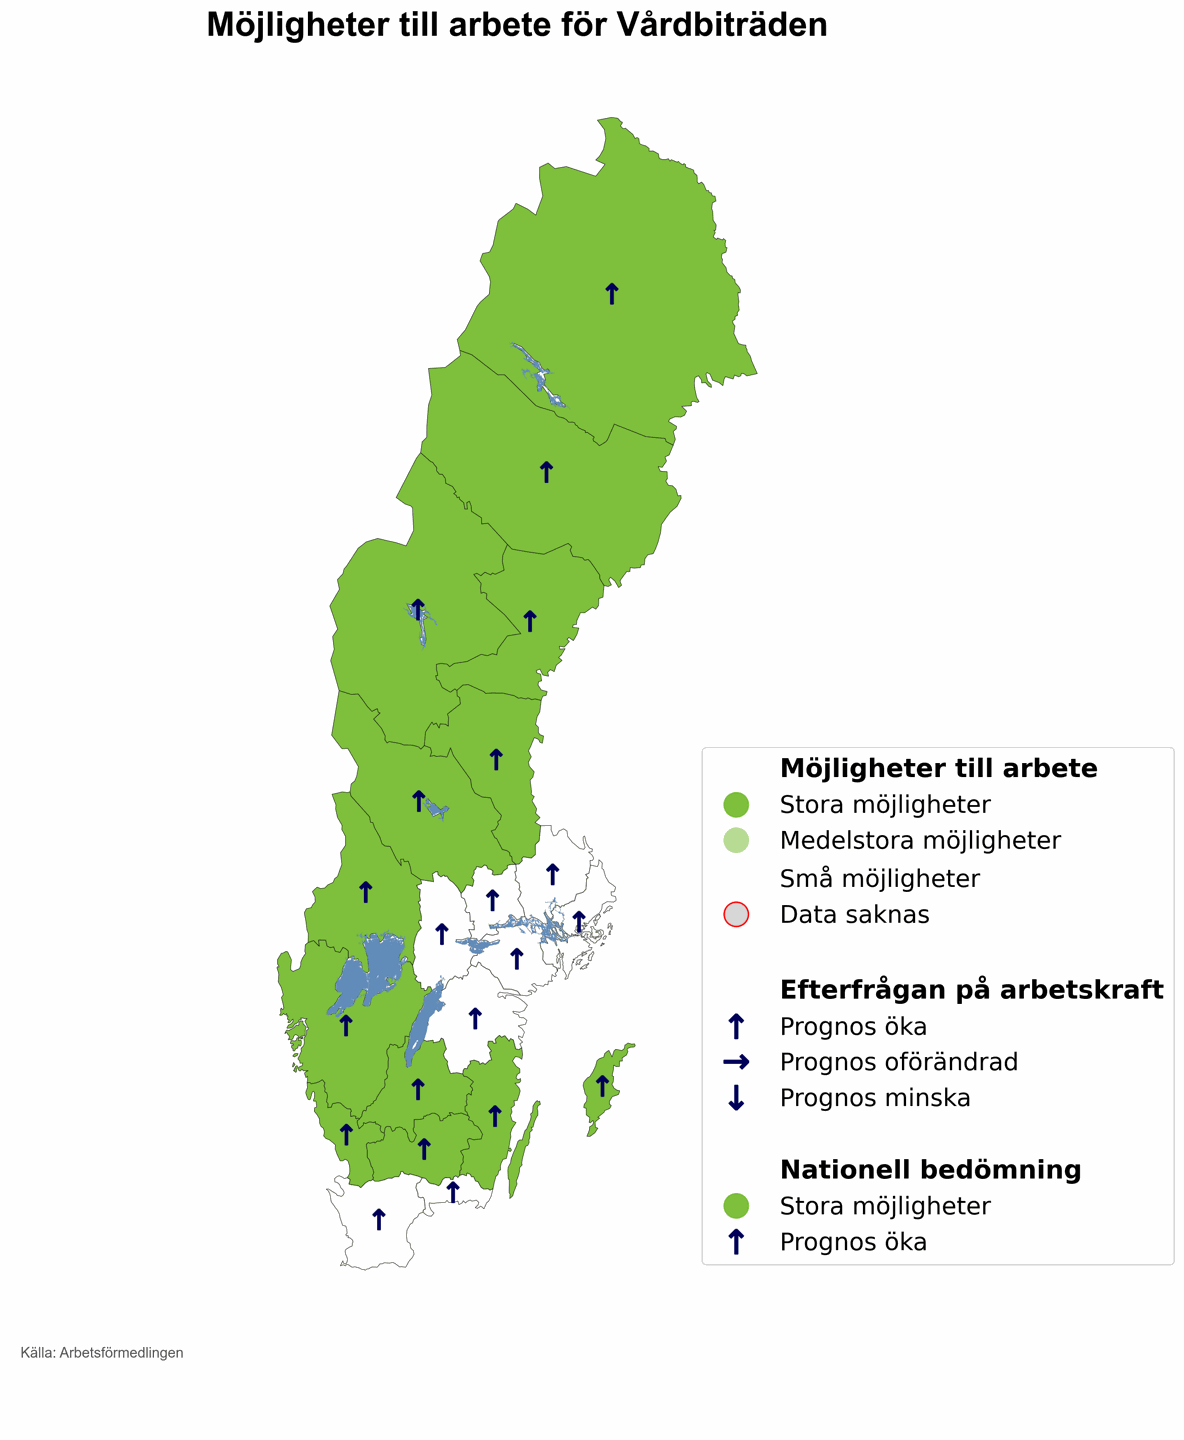 Möjligheter till arbete för Vårdbiträden
Möjligheter till arbete
Stora möjligheter
Medelstora möjligheter
Små möjligheter
Data saknas
Efterfrågan på arbetskraft
Prognos öka
Prognos oförändrad
Prognos minska
Nationell bedömning
Stora möjligheter
Prognos öka
Källa: Arbetsförmedlingen